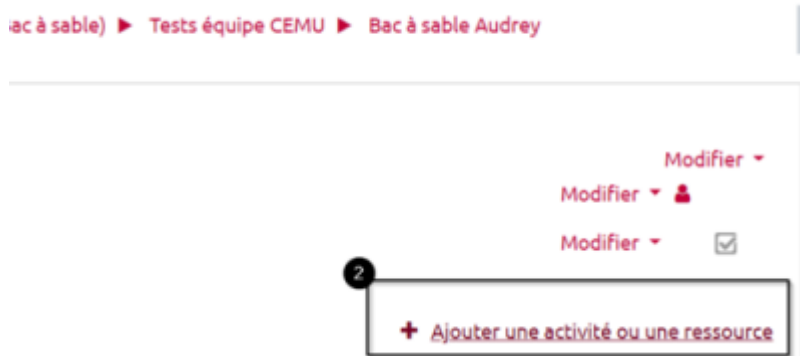 ac à sable) ▶ Tests équipe CEMU ▶ Bac à sable Audrey
Modifier
Modifier
Modifier
2
+ Ajouter une activité ou une ressource